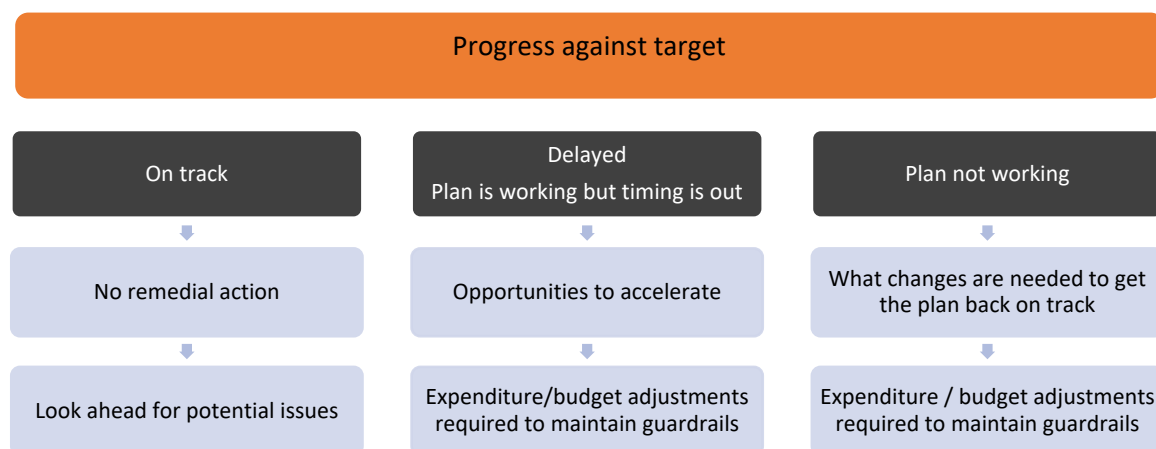 Progress against target
On track
Delayed
Plan is working but timing is out
Plan not working
No remedial action
Opportunities to accelerate
What changes are needed to get
the plan back on track
Look ahead for potential issues
Expenditure/budget adjustments
required to maintain guardrails
Expenditure / budget adjustments
required to maintain guardrails